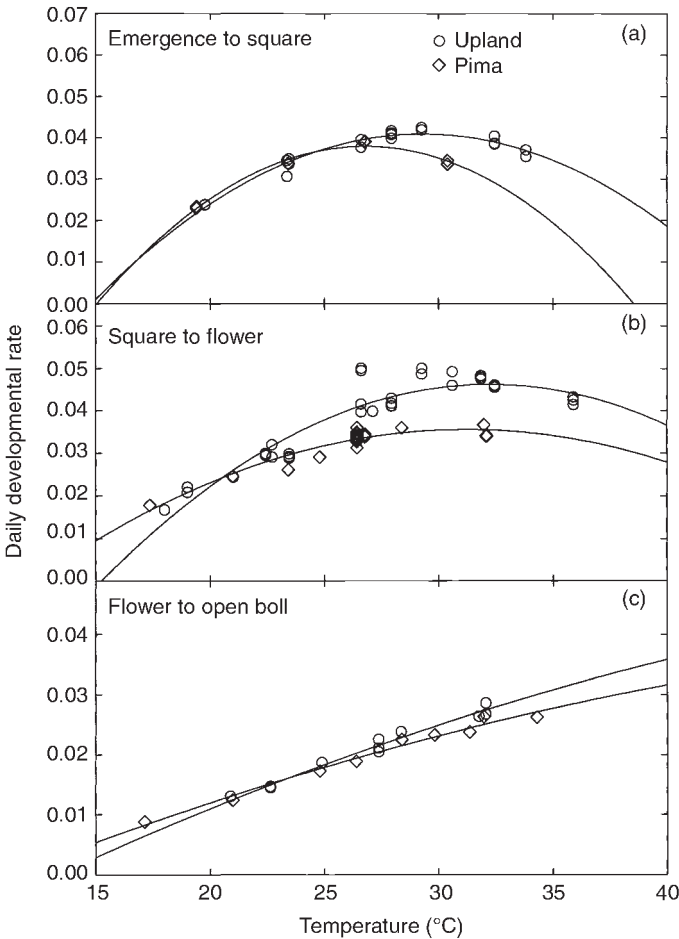 0.07
Emergence to square
(a)
Upland
Pima
0.06
0.05
0.04
0.03
0.02
0.01
0.00
Square to flower
(b)
0.06
0.05
0.04
0.03
0.02
0.01
0.00
Flower to open boll
(c)
0.04
0.03
0.02
0.01
0.00
15 20 25 30 35 40
Temperature (°C)
Daily developmental rate